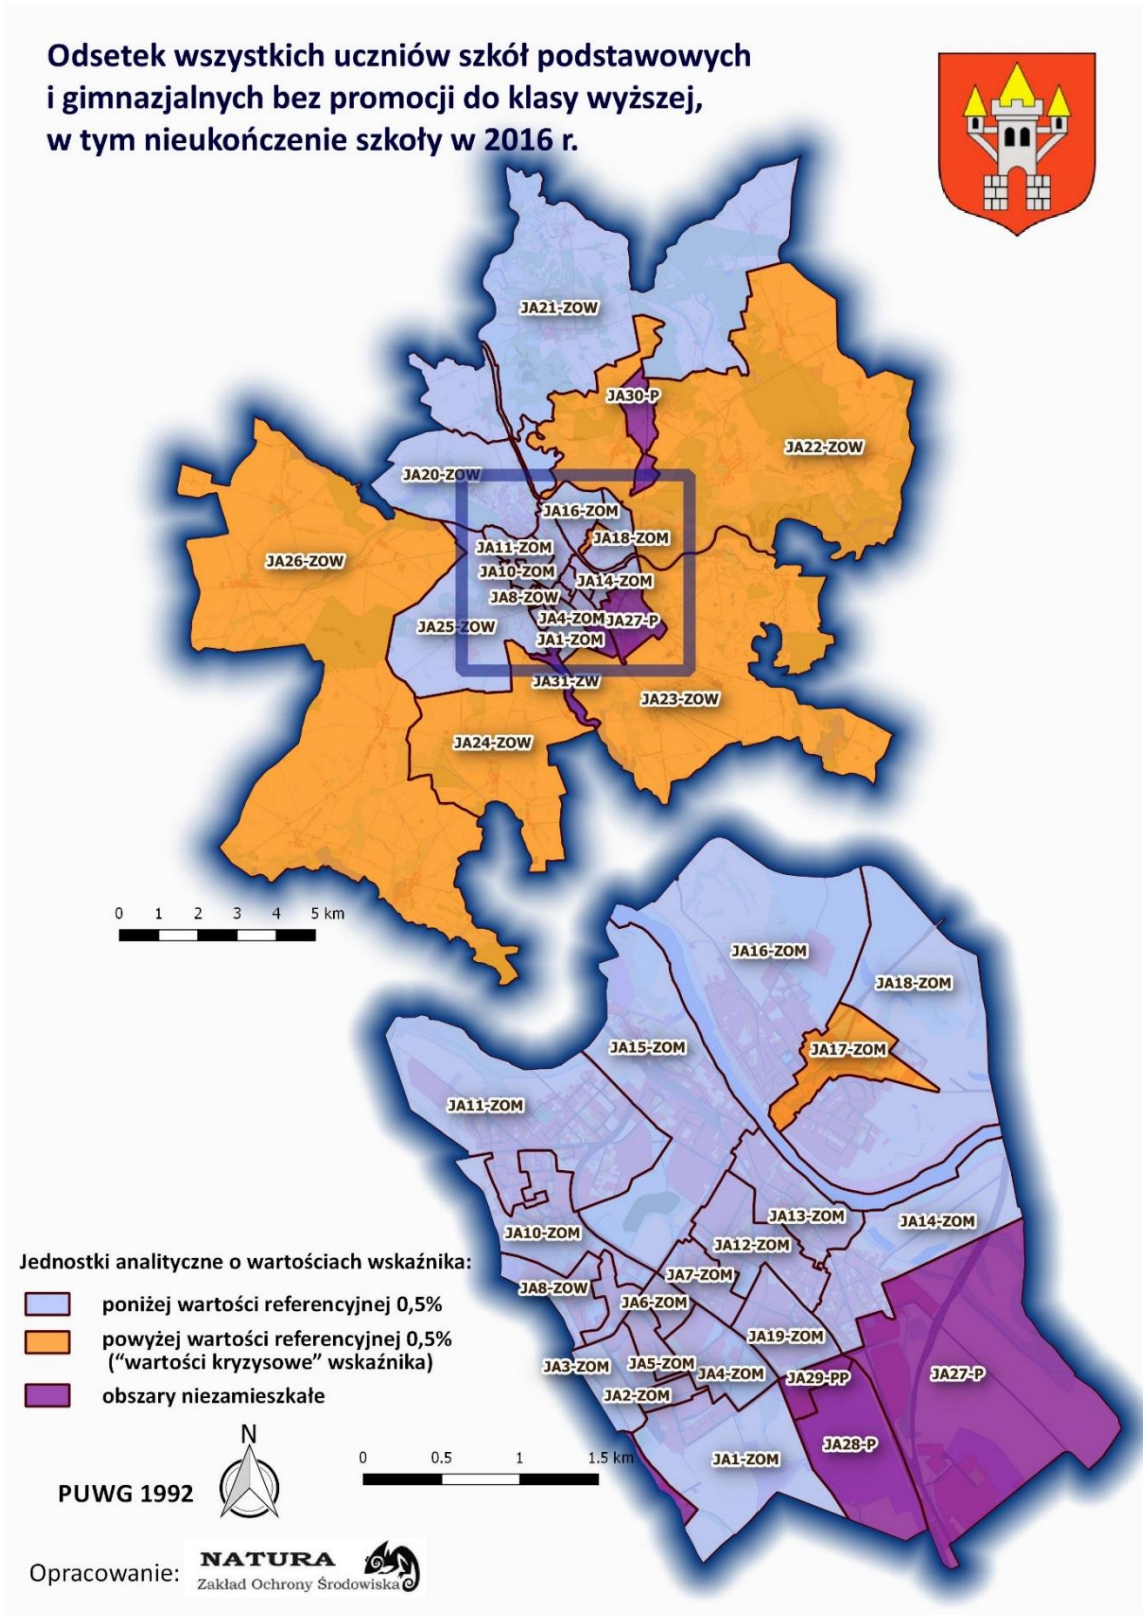 Odsetek wszystkich uczniów szkół podstawowych
i gimnazjalnych bez promocji do klasy wyższej,
w tym nieukończenie szkoły w 2016 r.
JA21-ZOW
JA30-P
JA22-ZOW
JA20-ZOW
JA16-ZOM
JA18-ZOM
JA11-ZOM
JA26-ZOW
JA10-ZOM
JA14-ZOM
JA8-ZOW
JA4-ZOM
JA27-P
JA25-ZOW
JA1-ZOM
JA31-ZW
JA23-ZOW
JA24-ZOW
0 1 2 3 4 5 km
JA16-ZOM
JA18-ZOM
JA15-ZOM
JA17-ZOM
JA11-ZOM
JA13-ZOM
JA14-ZOM
JA10-ZOM
JA12-ZOM
JA7-ZOM
JA8-ZOW
JA6-ZOM
JA19-ZOM
JA3-ZOM
JA5-ZOM
JA4-ZOM
JA29-PP
JA27-P
JA2-ZOM
JA28-P
JA1-ZOM
Jednostki analityczne o wartościach wskaźnika:
poniżej wartości referencyjnej 0,5%
powyżej wartości referencyjnej 0,5%
("wartości kryzysowe" wskaźnika)
obszary niezamieszkałe
N
0 0.5 1 1.5 km
PUWG 1992
Opracowanie:
NATURA
Zakład Ochrony Środowiska